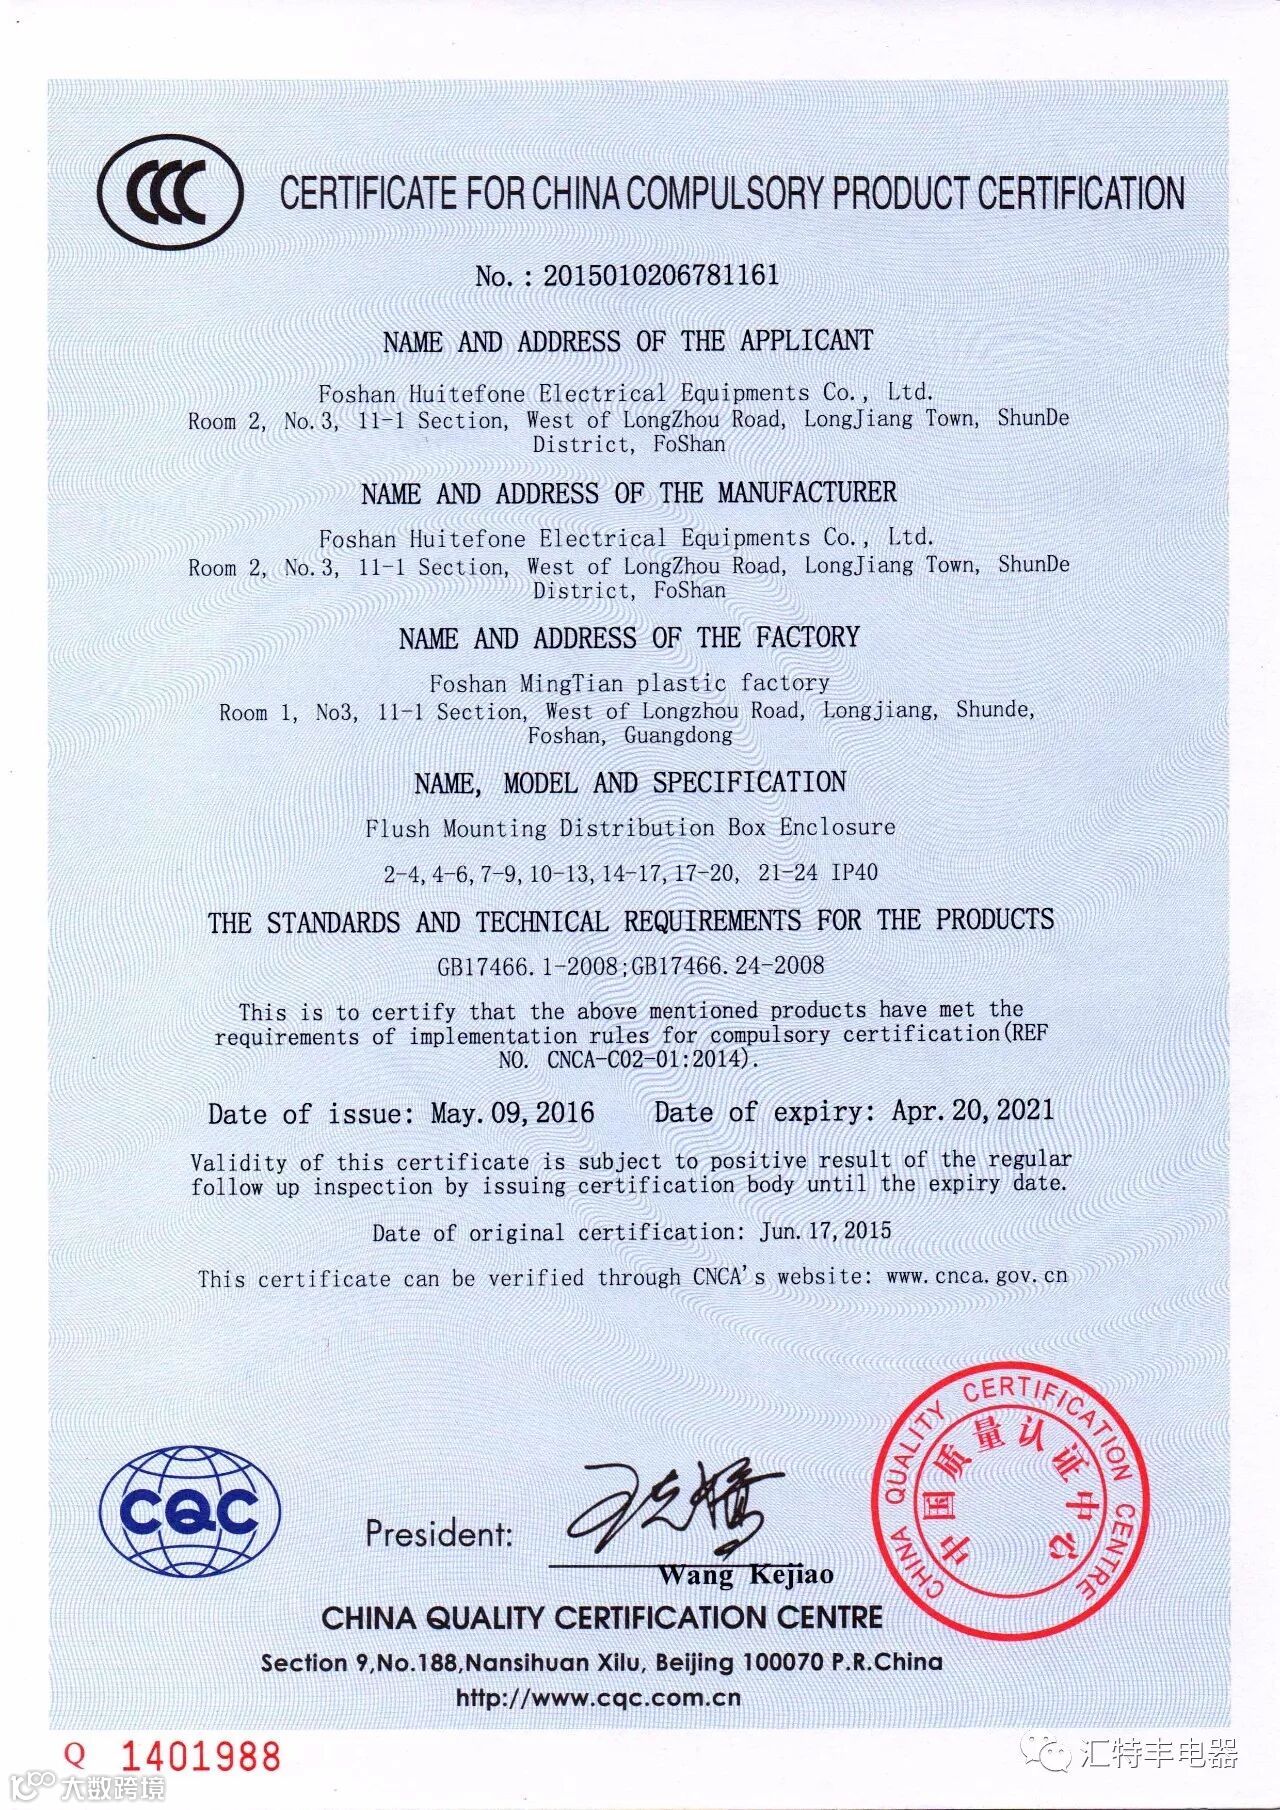 CCC
CERTIFICATE FOR CHINA COMPULSORY PRODUCT CERTIFICATION
No.: 2015010206781161
NAME AND ADDRESS OF THE APPLICANT
Foshan Huitefone Electrical Equipments Co., Ltd.
Room 2, No.3, 11-1 Section, West of LongZhou Road, LongJiang Town, ShunDe
District, FoShan
NAME AND ADDRESS OF THE MANUFACTURER
Foshan Huitefone Electrical Equipments Co., Ltd.
Room 2, No.3, 11-1 Section, West of LongZhou Road, LongJiang Town, ShunDe
District, FoShan
NAME AND ADDRESS OF THE FACTORY
Foshan MingTian plastic factory
Room 1, No3, 11-1 Section, West of Longzhou Road, Longjiang, Shunde,
Foshan, Guangdong
NAME, MODEL AND SPECIFICATION
Flush Mounting Distribution Box Enclosure
2-4,4-6,7-9,10-13,14-17,17-20, 21-24 IP40
THE STANDARDS AND TECHNICAL REQUIREMENTS FOR THE PRODUCTS
GB17466.1-2008;GB17466.24-2008
This is to certify that the above mentioned products have met the
requirements of implementation rules for compulsory certification(REF
NO. CNCA-C02-01:2014).
Date of issue: May.09,2016 Date of expiry: Apr.20,2021
Validity of this certificate is subject to positive result of the regular
follow up inspection by issuing certification body until the expiry date.
Date of original certification: Jun.17,2015
This certificate can be verified through CNCA's website: www.cnca.gov.cn
CHINA QUALITY CERTIFICATION CENTRE
中国质量认证中心
CQC
President:
Wang Kejiao
CHINA QUALITY CERTIFICATION CENTRE
Section 9,No.188,Nansihuan Xilu, Beijing 100070 P.R.China
http://www.cqc.com.cn
Q 1401988
汇特丰电器
大数跨境